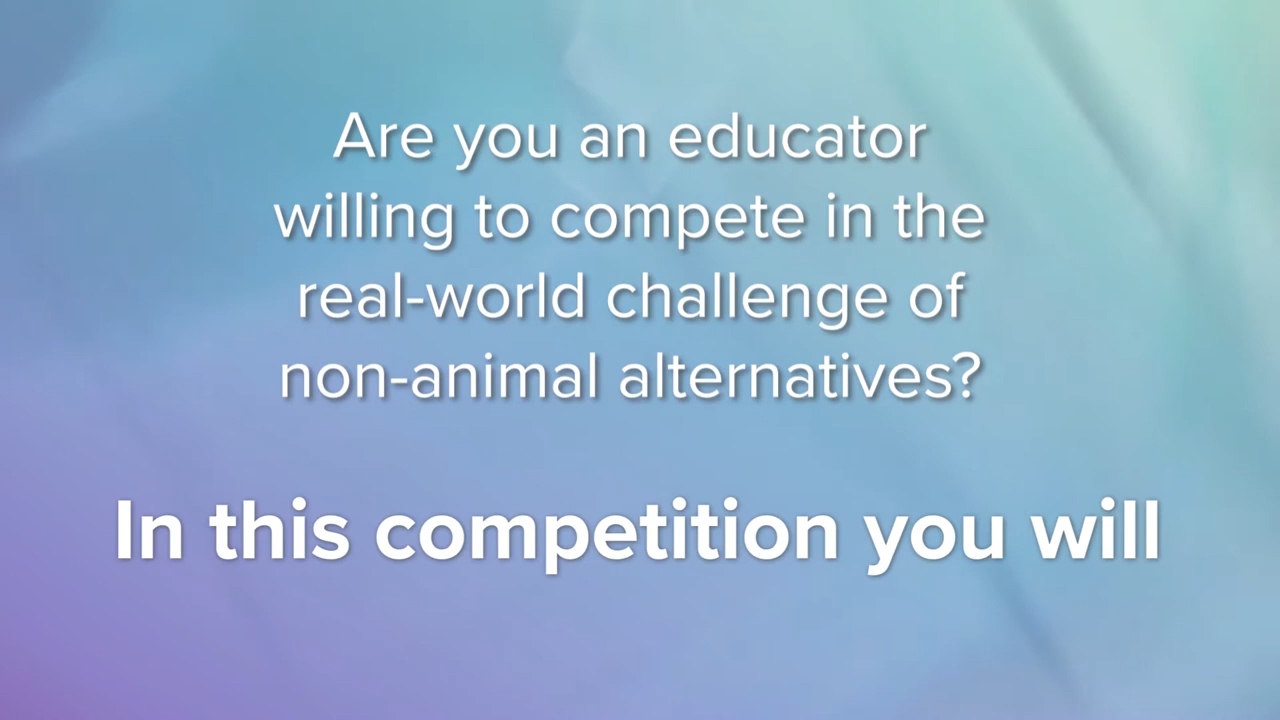 Are you an educator
willing to compete in the
real-world challenge of
non-animal alternatives?
In this competition you will